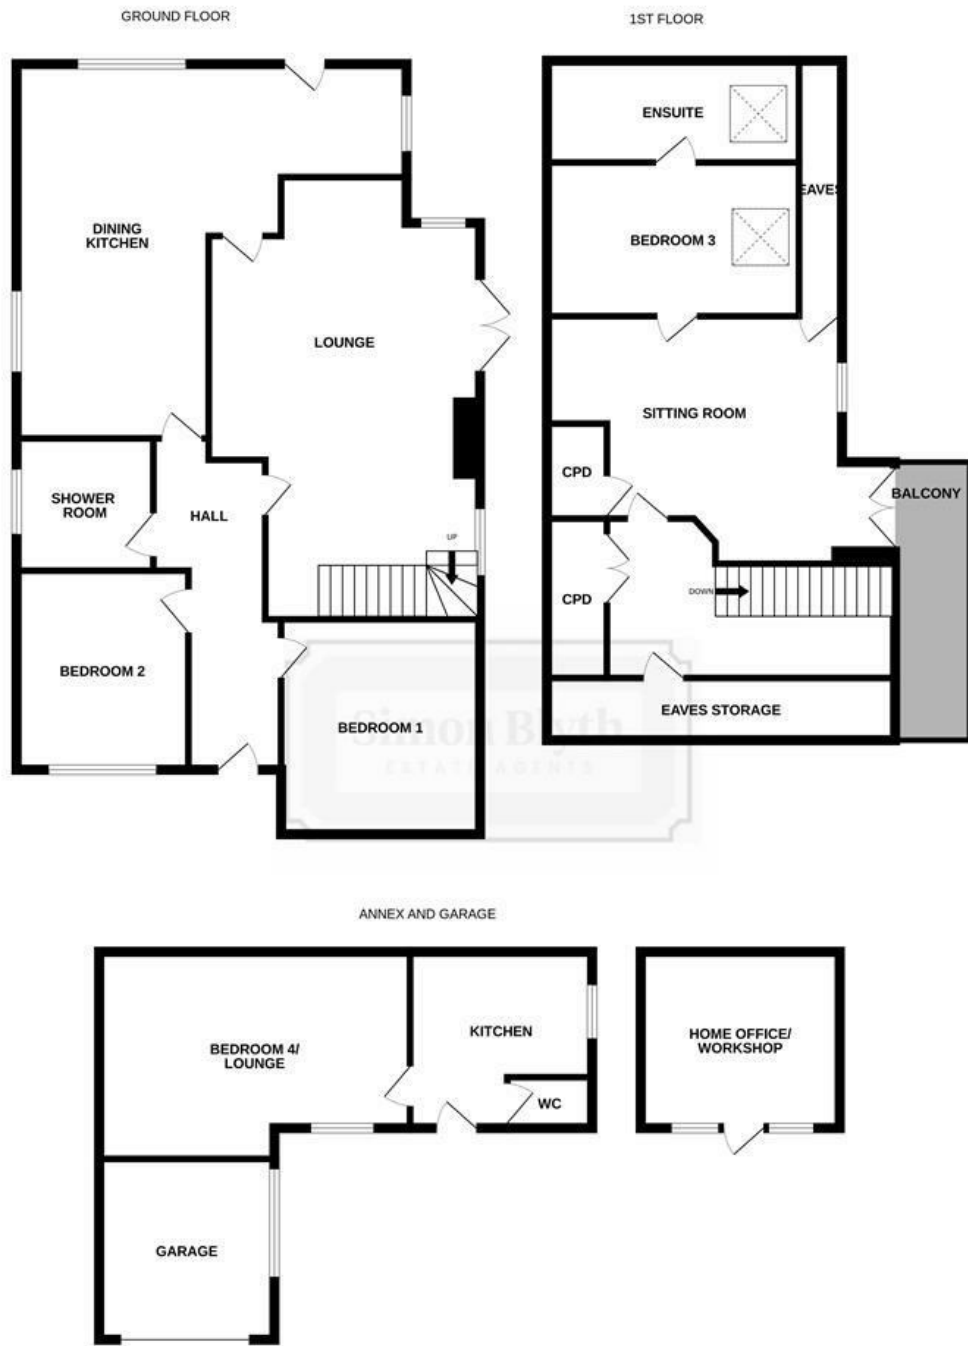 GROUND FLOOR
DINING
KITCHEN
LOUNGE
SHOWER
ROOM
HALL
UP
BEDROOM 2
BEDROOM 1
Simon Blyth
ESTATE AGENTS
1ST FLOOR
ENSUITE
EAVES
BEDROOM 3
SITTING ROOM
CPD
BALCONY
CPD
DOWN
EAVES STORAGE
ANNEX AND GARAGE
BEDROOM 4/
LOUNGE
KITCHEN
WC
GARAGE
HOME OFFICE/
WORKSHOP